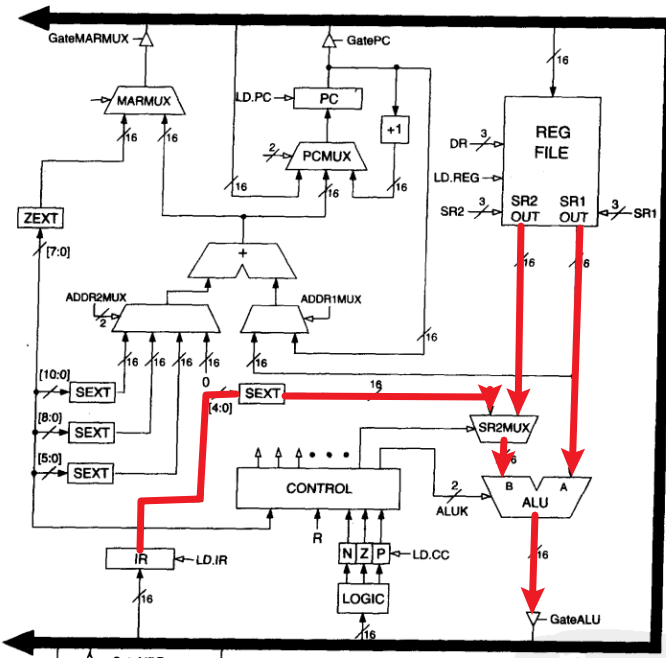 GateMARMUX
GatePC
16
MARMUX
LD.PC
PC
+1
REG
FILE
DR
3
LD.REG
SR2
3
SR2
OUT
SR1
OUT
3
SR1
16
16
2
PCMUX
16
16
16
ZEXT
[7:0]
+
16
16
ADDR2MUX
2
ADDR1MUX
16
16
16
16
16
0
16
[10:0]
SEXT
[4:0]
SEXT
16
[8:0]
SEXT
SR2MUX
16
[5:0]
SEXT
CONTROL
2
ALUK
B
A
ALU
R
IR
LD.IR
N
Z
P
LD.CC
16
16
LOGIC
16
GateALU